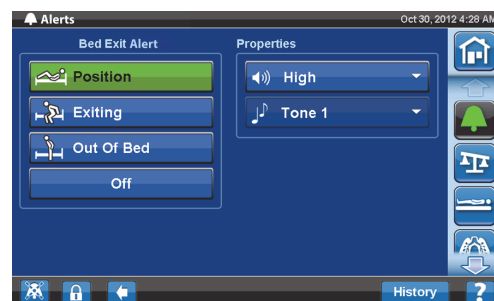 Alerts
Oct 30, 2012 4:28 AM
Bed Exit Alert
Position
Exiting
Out Of Bed
Off
Properties
High
Tone 1
History
?